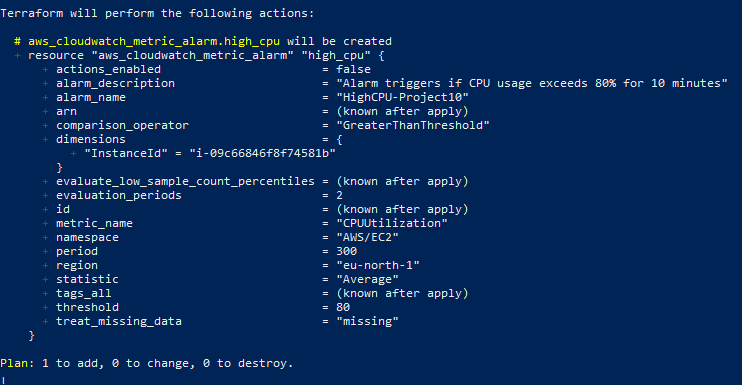 Terraform will perform the following actions:
# aws_cloudwatch_metric_alarm.high_cpu will be created
+ resource "aws_cloudwatch_metric_alarm" "high_cpu" {
+ actions_enabled = false
+ alarm_description = "Alarm triggers if CPU usage exceeds 80% for 10 minutes"
+ alarm_name = "HighCPU-Project10"
+ arn = (known after apply)
+ comparison_operator = "GreaterThanThreshold"
+ dimensions = {
+ "InstanceId" = "i-09c66846f8f74581b"
}
+ evaluate_low_sample_count_percentiles = (known after apply)
+ evaluation_periods = 2
+ id = (known after apply)
+ metric_name = "CPUUtilization"
+ namespace = "AWS/EC2"
+ period = 300
+ region = "eu-north-1"
+ statistic = "Average"
+ tags_all = (known after apply)
+ threshold = 80
+ treat_missing_data = "missing"
}
Plan: 1 to add, 0 to change, 0 to destroy.